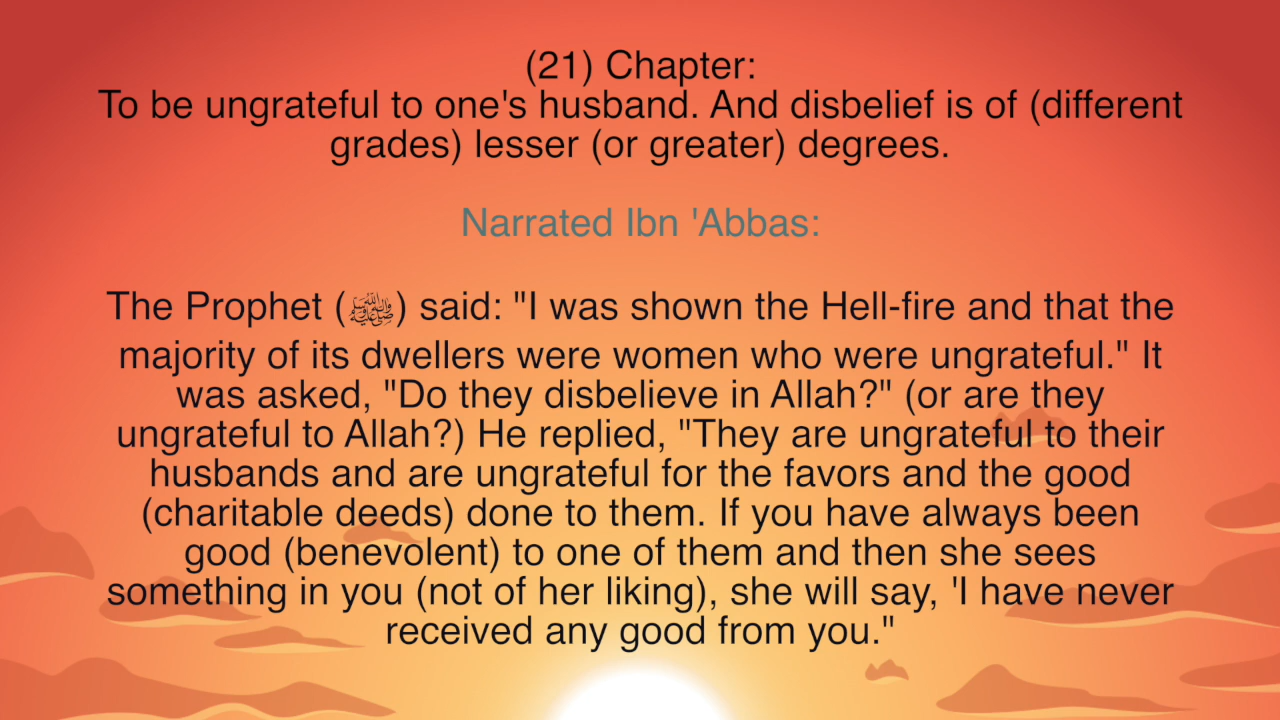 (21) Chapter:
To be ungrateful to one's husband. And disbelief is of (different
grades) lesser (or greater) degrees.
Narrated Ibn 'Abbas:
The Prophet (ﷺ) said: "I was shown the Hell-fire and that the
majority of its dwellers were women who were ungrateful." It
was asked, "Do they disbelieve in Allah?" (or are they
ungrateful to Allah?) He replied, "They are ungrateful to their
husbands and are ungrateful for the favors and the good
(charitable deeds) done to them. If you have always been
good (benevolent) to one of them and then she sees
something in you (not of her liking), she will say, 'I have never
received any good from you."